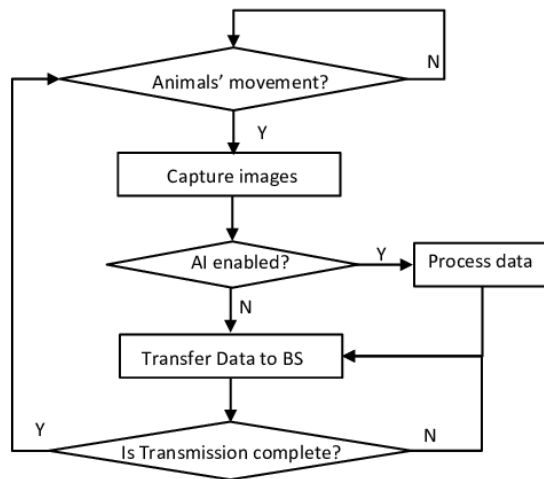 N
Animals' movement?
Y
Capture images
AI enabled?
Y
Process data
N
Transfer Data to BS
Y
N
Is Transmission complete?